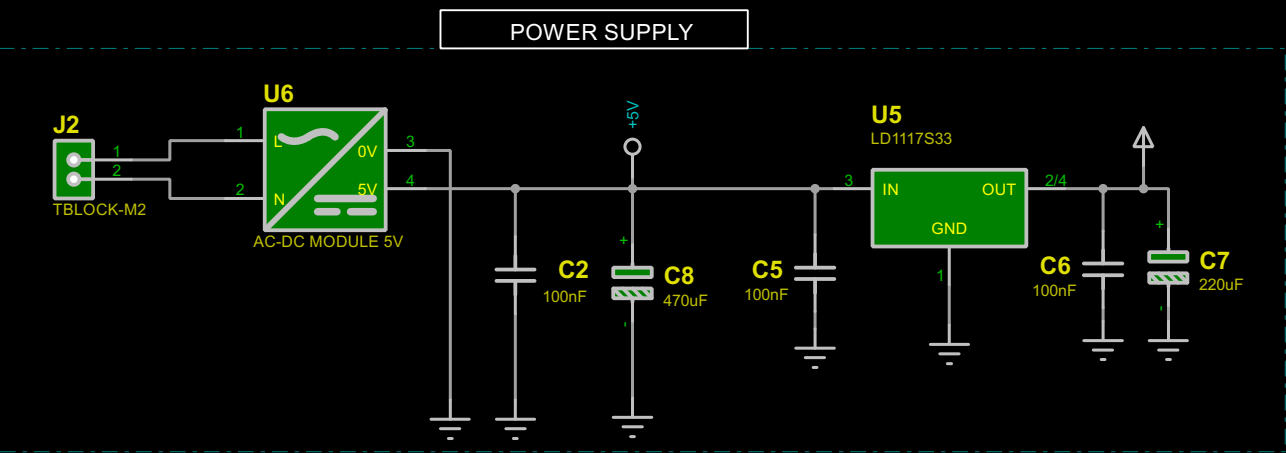 POWER SUPPLY
J2
1
2
TBLOCK-M2
U6
1
2
L
N
0V
5V
3
4
AC-DC MODULE 5V
C2
100nF
+5V
+
-
C8
470uF
C5
100nF
U5
LD1117S33
3
IN
OUT
GND
2/4
1
C6
100nF
+
-
C7
220uF